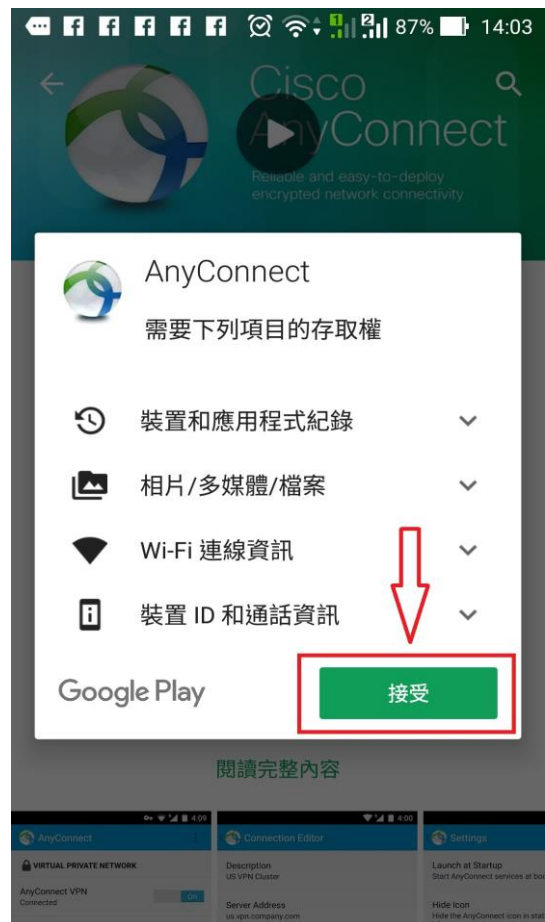 87% 14:03
Cisco
AnyConnect
Reliable and easy-to-deploy
encrypted network connectivity
AnyConnect
需要下列項目的存取權
裝置和應用程式紀錄
相片/多媒體/檔案
Wi-Fi 連線資訊
裝置 ID 和通話資訊
Google Play
接受
閱讀完整內容
4:09
AnyConnect
VIRTUAL PRIVATE NETWORK
AnyConnect VPN
Connected
On
4:00
Connection Editor
Description
US VPN Cluster
Server Address
us.vpn.company.com
Settings
Launch at Startup
Start AnyConnect services at boo
Hide Icon
Hide the AnyConnect icon in stat